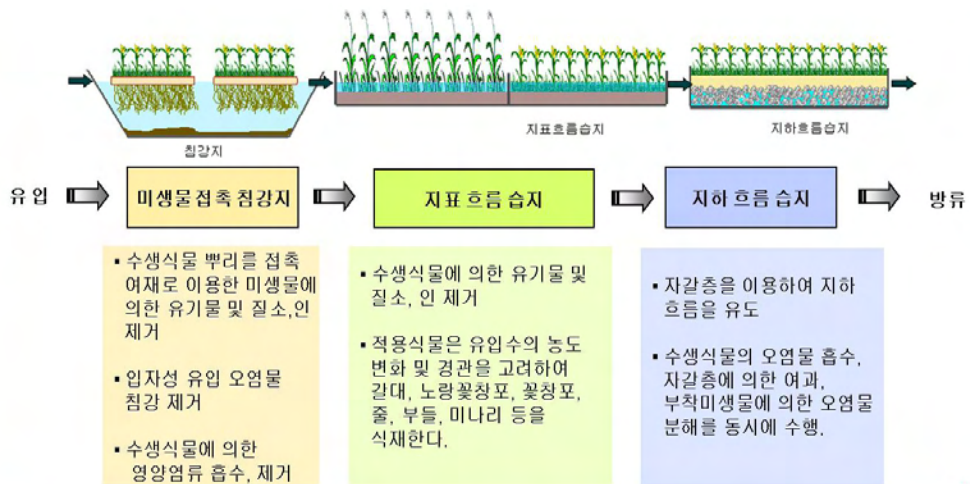 침강지
지표흐름습지
지하흐름습지
유입
미생물접촉 침강지
지표 흐름 습지
지하 흐름 습지
방류
▪ 수생식물 뿌리를 접촉
여재로 이용한 미생물에
의한 유기물 및 질소,인
제거
▪ 입자성 유입 오염물
침강 제거
▪ 수생식물에 의한
영양염류 흡수, 제거
▪ 수생식물에 의한 유기물 및
질소, 인 제거
▪ 적용식물은 유입수의 농도
변화 및 경관을 고려하여
갈대, 노랑꽃창포, 꽃창포,
줄, 부들, 미나리 등을
식재한다.
▪ 자갈층을 이용하여 지하
흐름을 유도
▪ 수생식물의 오염물 흡수,
자갈층에 의한 여과,
부착미생물에 의한 오염물
분해를 동시에 수행.